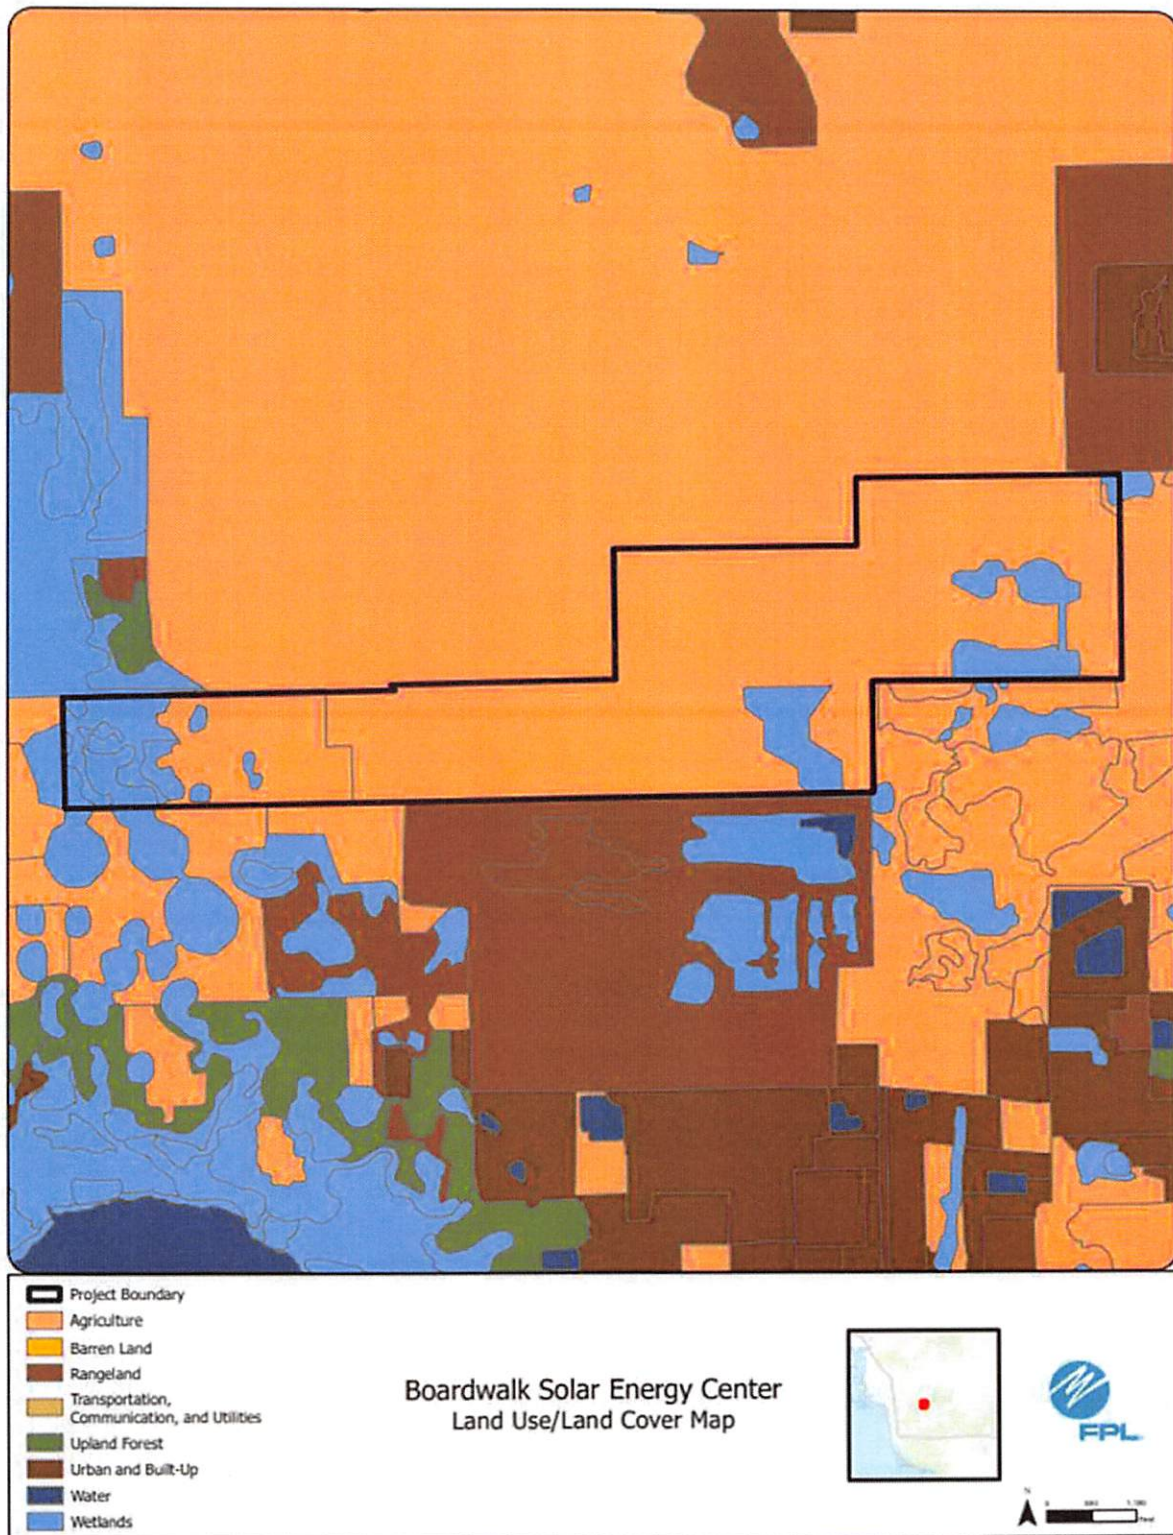 Project Boundary
Agriculture
Barren Land
Rangeland
Transportation,
Communication, and Utilities
Upland Forest
Urban and Built-Up
Water
Wetlands
Boardwalk Solar Energy Center
Land Use/Land Cover Map
FPL
N
0